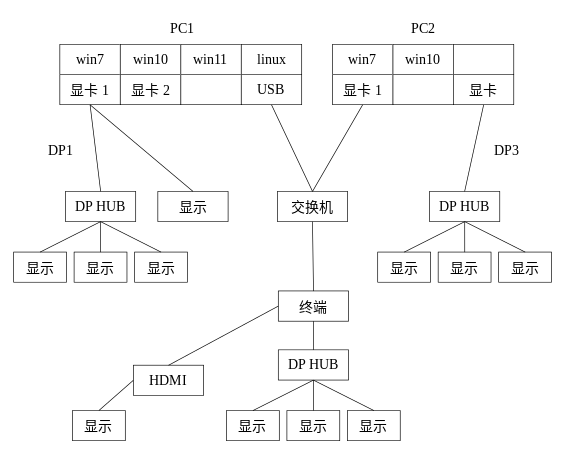 PC1 PC2
win7 win10 win11 linux win7 win10
显卡 1 显卡 2 USB 显卡 1 显卡
DP1 DP3
DP HUB 显示 交换机 DP HUB
显示 显示 显示 显示 显示 显示
终端
DP HUB
HDMI
显示 显示 显示 显示